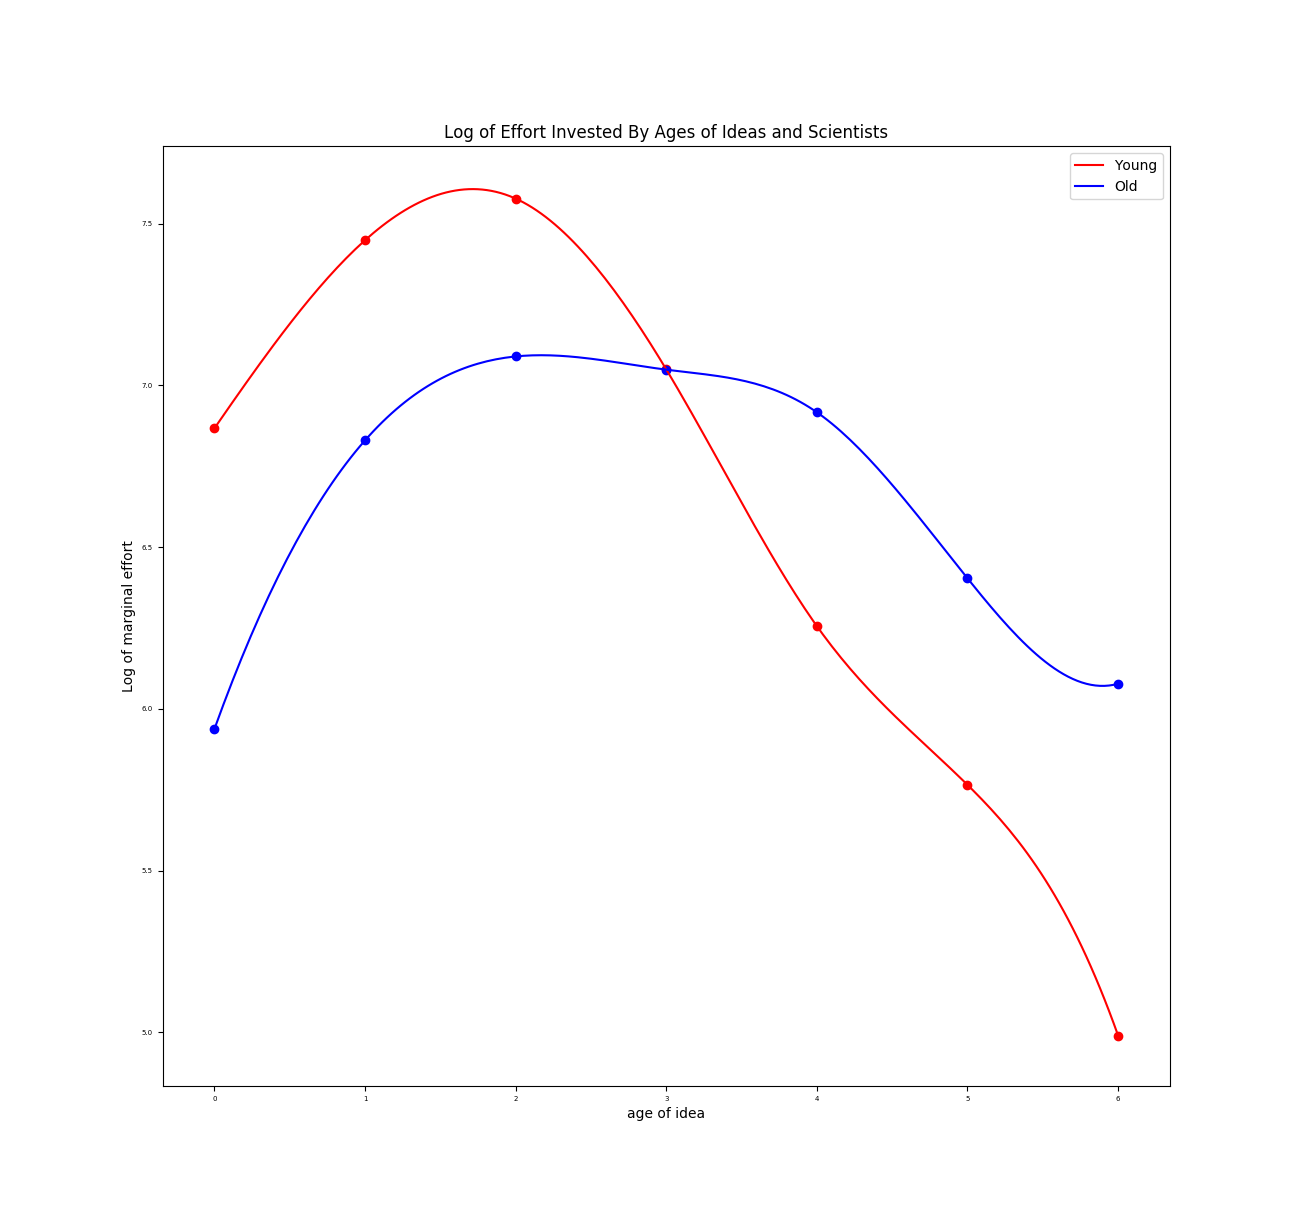 Log of Effort Invested By Ages of Ideas and Scientists
Young
Old
7.5
7.0
6.5
6.0
5.5
5.0
Log of marginal effort
0 1 2 3 4 5 6
age of idea